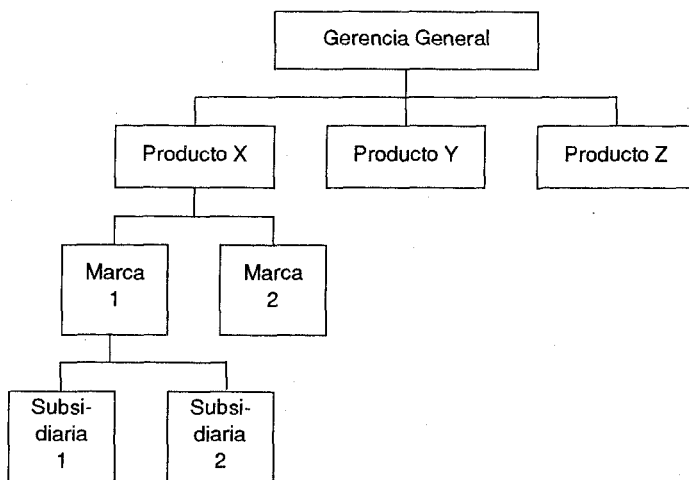 Gerencia General
Producto X
Producto Y
Producto Z
Marca
1
Marca
2
Subsi-
diaria
1
Subsi-
diaria
2